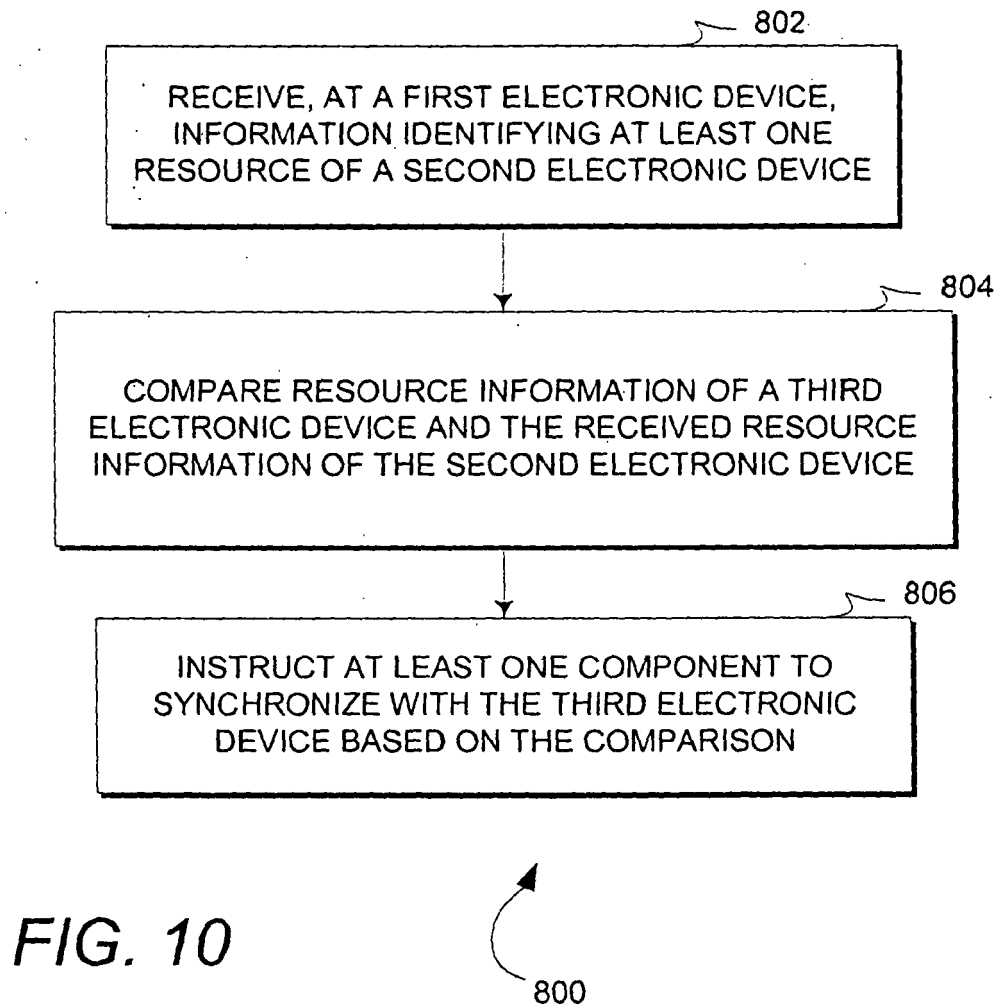 802
RECEIVE, AT A FIRST ELECTRONIC DEVICE,
INFORMATION IDENTIFYING AT LEAST ONE
RESOURCE OF A SECOND ELECTRONIC DEVICE
804
COMPARE RESOURCE INFORMATION OF A THIRD
ELECTRONIC DEVICE AND THE RECEIVED RESOURCE
INFORMATION OF THE SECOND ELECTRONIC DEVICE
806
INSTRUCT AT LEAST ONE COMPONENT TO
SYNCHRONIZE WITH THE THIRD ELECTRONIC
DEVICE BASED ON THE COMPARISON
FIG. 10
800